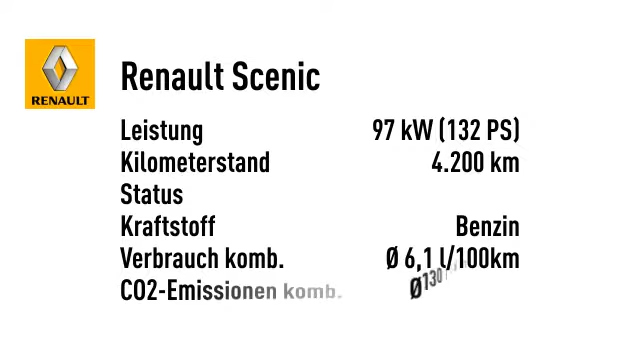 RENAULT
Renault Scenic
Leistung 97 kW (132 PS)
Kilometerstand 4.200 km
Status
Kraftstoff Benzin
Verbrauch komb. Ø 6,1 l/100km
CO2-Emissionen komb. Ø130